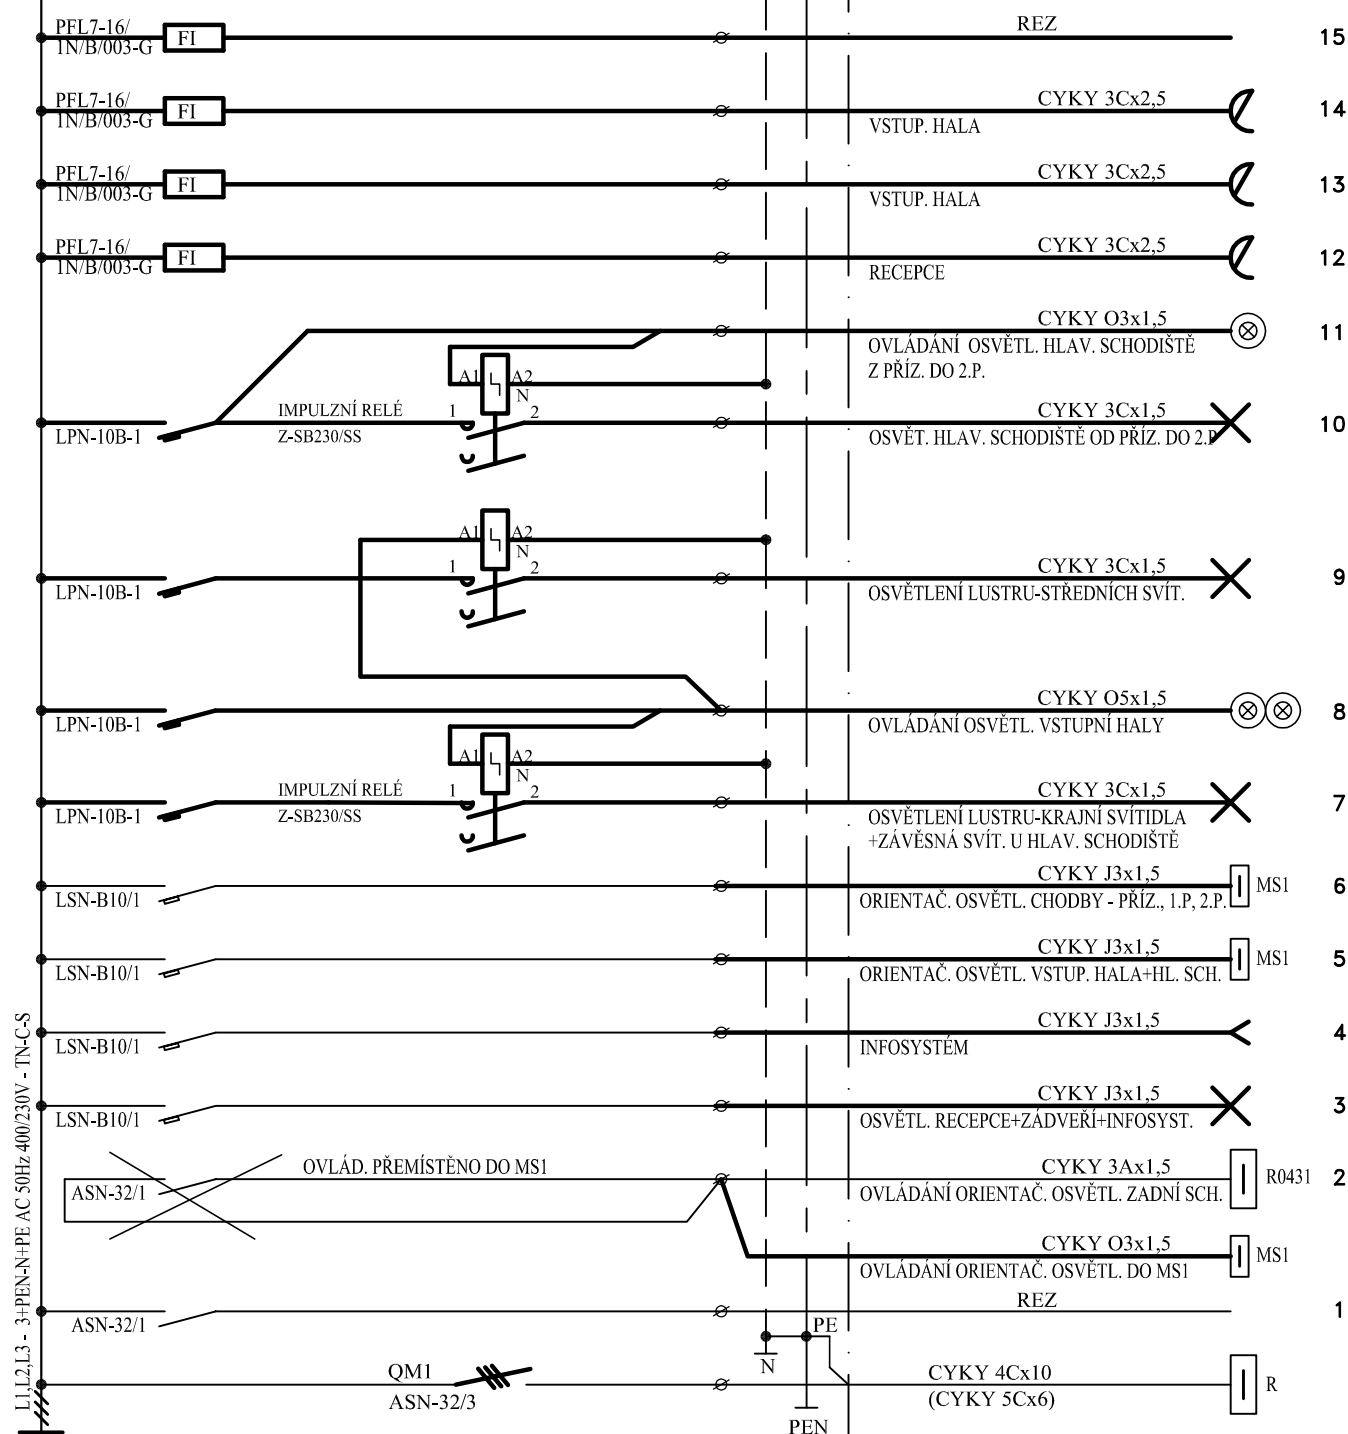 PFL7-16/
1N/B/003-G
FI
REZ
15
PFL7-16/
1N/B/003-G
FI
CYKY 3Cx2,5
VSTUP. HALA
14
PFL7-16/
1N/B/003-G
FI
CYKY 3Cx2,5
VSTUP. HALA
13
PFL7-16/
1N/B/003-G
FI
CYKY 3Cx2,5
RECEPCE
12
CYKY O3x1,5
OVLÁDÁNÍ OSVĚTL. HLAV. SCHODIŠTĚ
Z PŘÍZ. DO 2.P.
11
A1
A2
N
LPN-10B-1
IMPULZNÍ RELÉ
Z-SB230/SS
1
2
CYKY 3Cx1,5
OSVĚT. HLAV. SCHODIŠTĚ OD PŘÍZ. DO 2.P
10
A1
A2
N
LPN-10B-1
1
2
CYKY 3Cx1,5
OSVĚTLENÍ LUSTRU-STŘEDNÍCH SVÍT.
9
LPN-10B-1
CYKY O5x1,5
OVLÁDÁNÍ OSVĚTL. VSTUPNÍ HALY
8
A1
A2
N
LPN-10B-1
IMPULZNÍ RELÉ
Z-SB230/SS
1
2
CYKY 3Cx1,5
OSVĚTLENÍ LUSTRU-KRAJNÍ SVÍTIDLA
+ZÁVĚSNÁ SVÍT. U HLAV. SCHODIŠTĚ
7
LSN-B10/1
CYKY J3x1,5
ORIENTAČ. OSVĚTL. CHODBY - PŘÍZ., 1.P, 2.P.
MS1
6
LSN-B10/1
CYKY J3x1,5
ORIENTAČ. OSVĚTL. VSTUP. HALA+HL. SCH.
MS1
5
LSN-B10/1
CYKY J3x1,5
INFOSYSTÉM
4
LSN-B10/1
CYKY J3x1,5
OSVĚTL. RECEPCE+ZÁDVEŘÍ+INFOSYST.
3
ASN-32/1
OVLÁD. PŘEMÍSTĚNO DO MS1
CYKY 3Ax1,5
OVLÁDÁNÍ ORIENTAČ. OSVĚTL. ZADNÍ SCH.
R0431
2
CYKY O3x1,5
OVLÁDÁNÍ ORIENTAČ. OSVĚTL. DO MS1
MS1
ASN-32/1
REZ
1
PE
N
QM1
ASN-32/3
CYKY 4Cx10
(CYKY 5Cx6)
R
PEN
L1,L2,L3 - 3+PEN-N+PE AC 50Hz 400/230V - TN-C-S